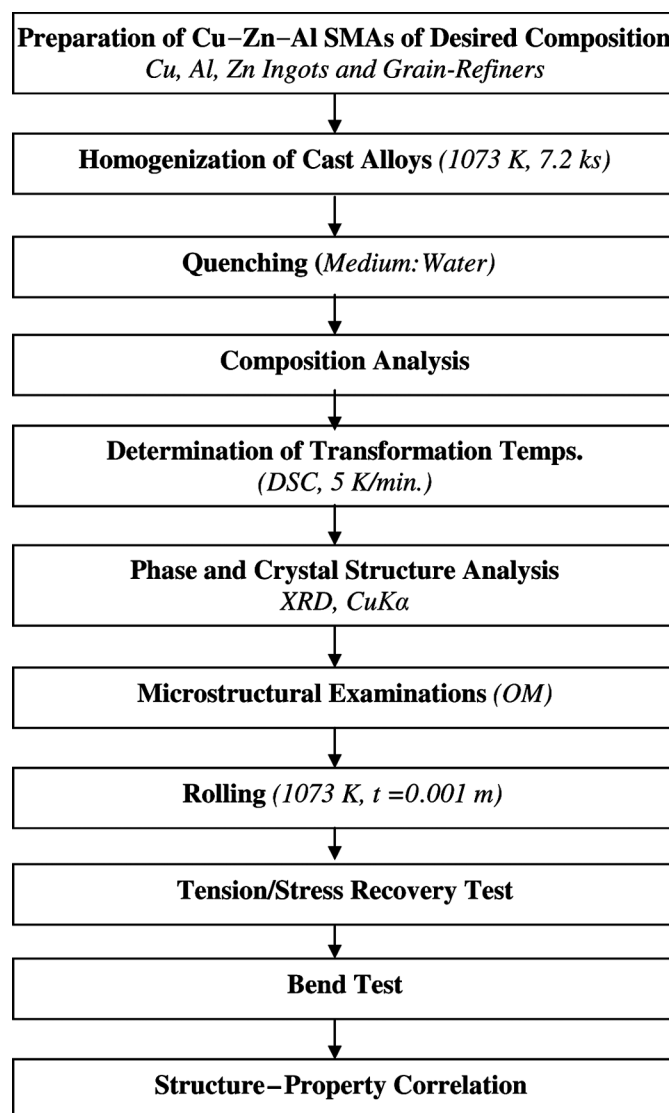 Preparation of Cu–Zn–Al SMAs of Desired Composition
Cu, Al, Zn Ingots and Grain-Refiners
Homogenization of Cast Alloys (1073 K, 7.2 ks)
Quenching (Medium: Water)
Composition Analysis
Determination of Transformation Temps.
(DSC, 5 K/min.)
Phase and Crystal Structure Analysis
XRD, CuKα
Microstructural Examinations (OM)
Rolling (1073 K, t =0.001 m)
Tension/Stress Recovery Test
Bend Test
Structure–Property Correlation